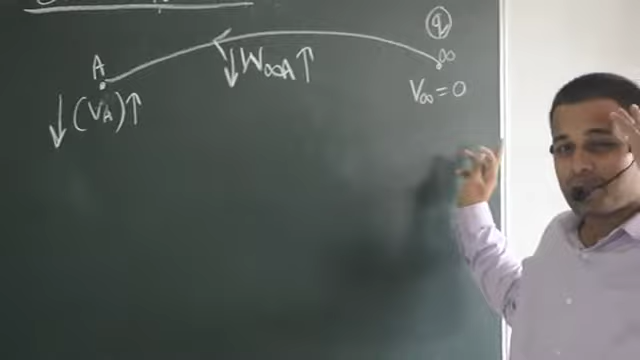 q
∞
A
↓W∞A↑
V∞=0
↓(VA)↑